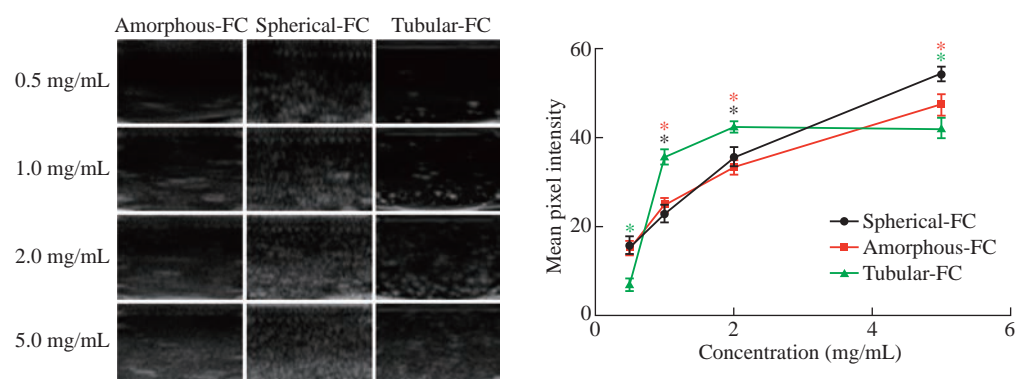 Amorphous-FC Spherical-FC Tubular-FC
0.5 mg/mL
1.0 mg/mL
2.0 mg/mL
5.0 mg/mL
Mean pixel intensity
60
40
20
0
* *
* *
* *
*
Spherical-FC
Amorphous-FC
Tubular-FC
0 2 4 6
Concentration (mg/mL)